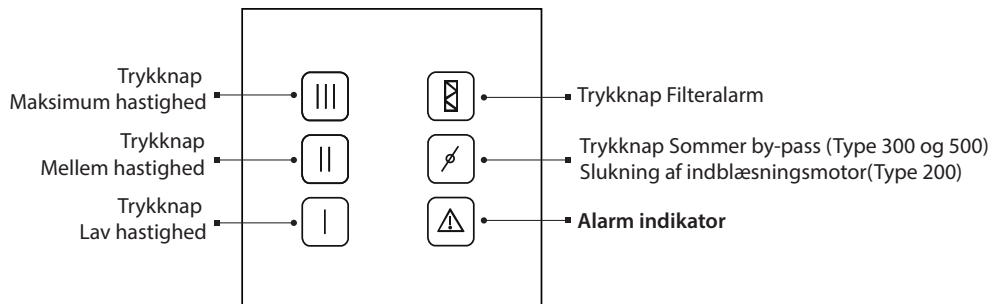 Trykknap
Maksimum hastighed
Trykknap
Mellem hastighed
Trykknap
Lav hastighed
Trykknap Filteralarm
Trykknap Sommer by-pass (Type 300 og 500)
Slukning af indblæsningsmotor(Type 200)
Alarm indikator